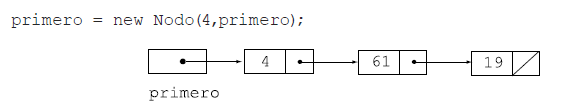 primero = new Nodo(4,primero);
4 61 19
primero